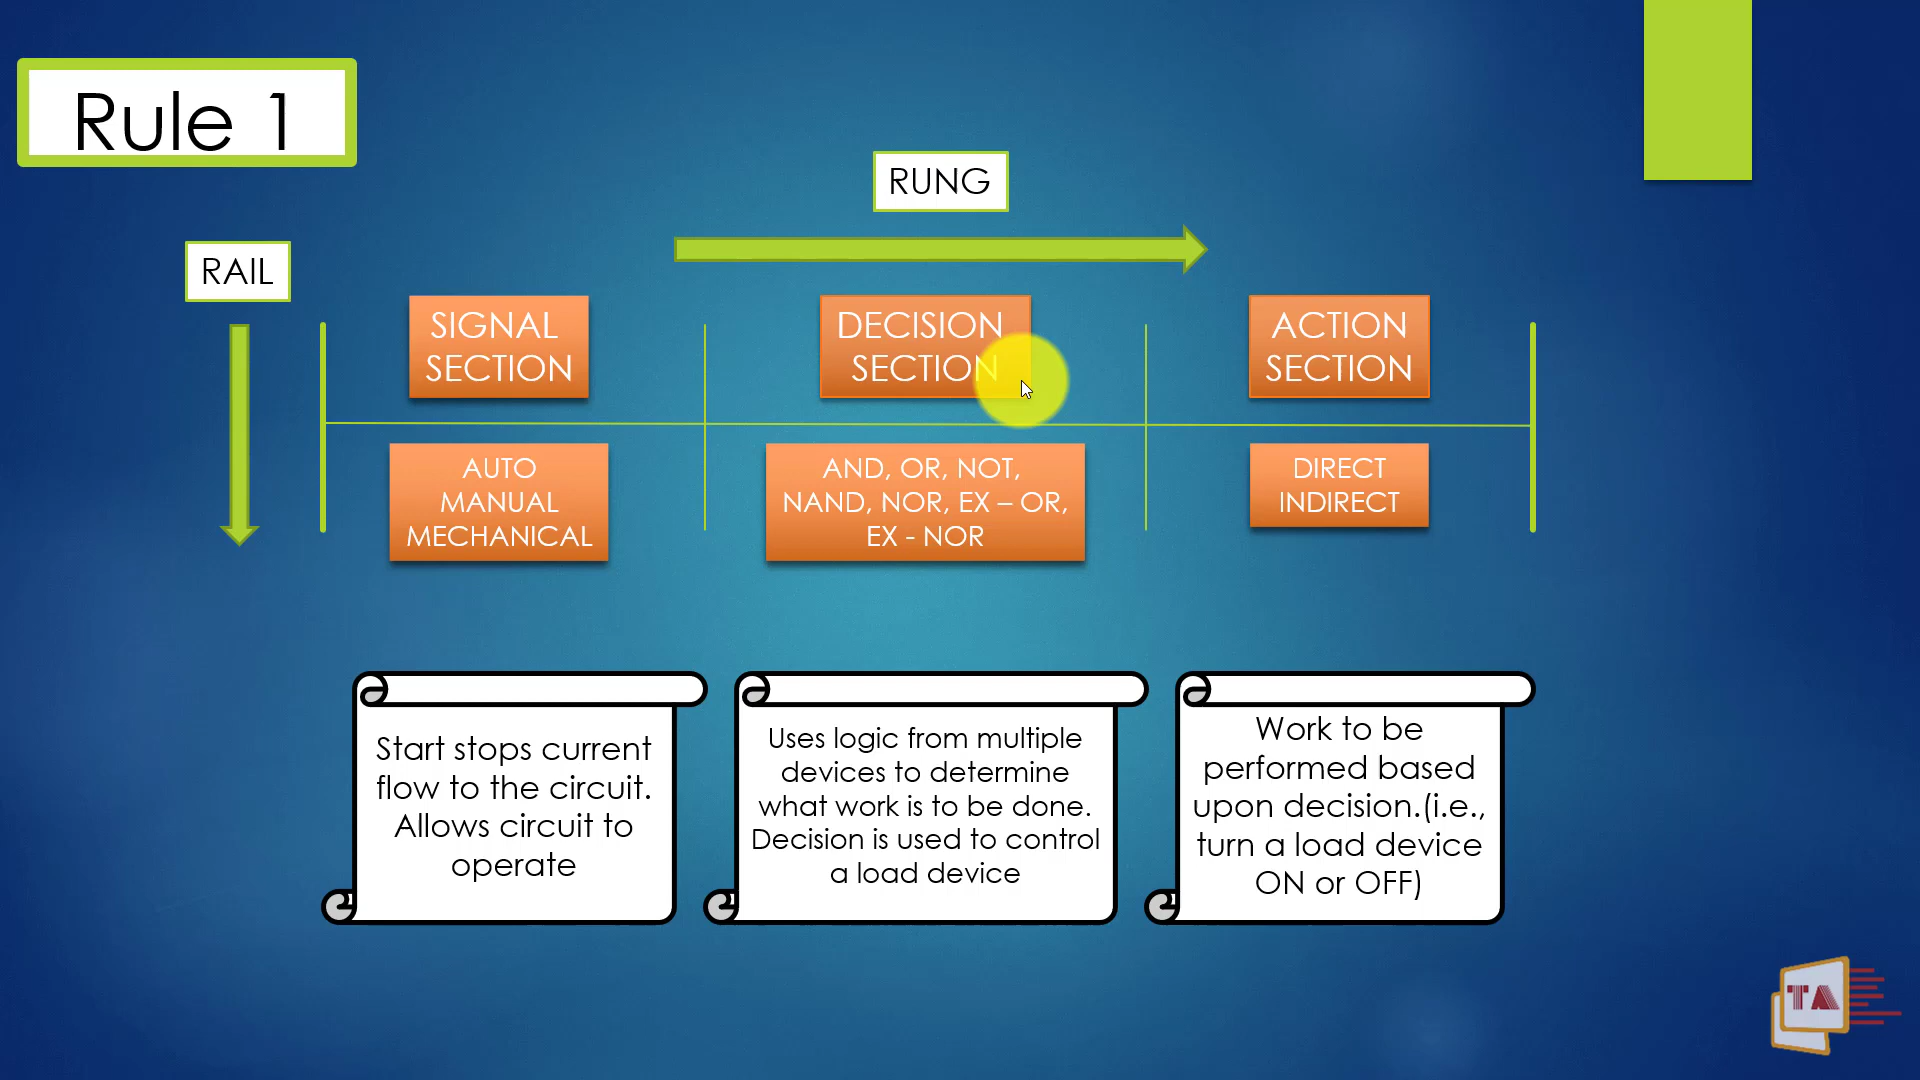 Rule 1
RUNG
RAIL
SIGNAL
SECTION
DECISION
SECTION
ACTION
SECTION
AUTO
MANUAL
MECHANICAL
AND, OR, NOT,
NAND, NOR, EX – OR,
EX - NOR
DIRECT
INDIRECT
Start stops current
flow to the circuit.
Allows circuit to
operate
Uses logic from multiple
devices to determine
what work is to be done.
Decision is used to control
a load device
Work to be
performed based
upon decision.(i.e.,
turn a load device
ON or OFF)
TA